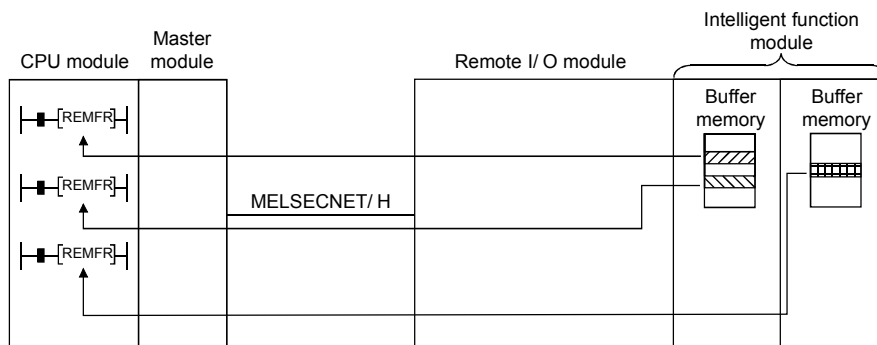 Intelligent function
module
Master
module
CPU module
Remote I/ O module
Buffer
memory
Buffer
memory
REMFR
REMFR
MELSECNET/ H
REMFR